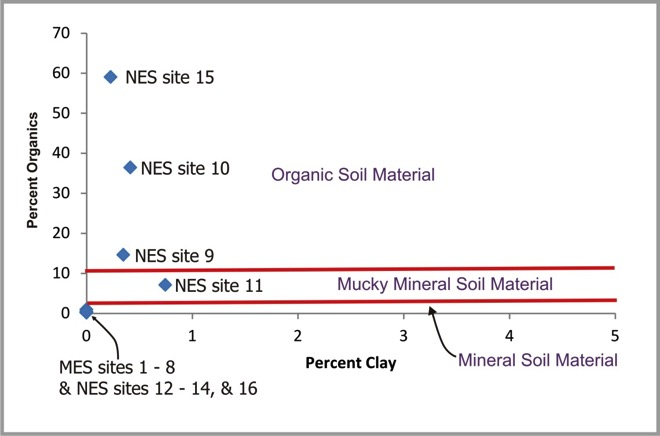 70
60
50
40
30
20
10
0
Percent Organics
NES site 15
NES site 10
Organic Soil Material
NES site 9
NES site 11
Mucky Mineral Soil Material
0
1
2
3
4
5
Percent Clay
Mineral Soil Material
MES sites 1 - 8
& NES sites 12 - 14, & 16